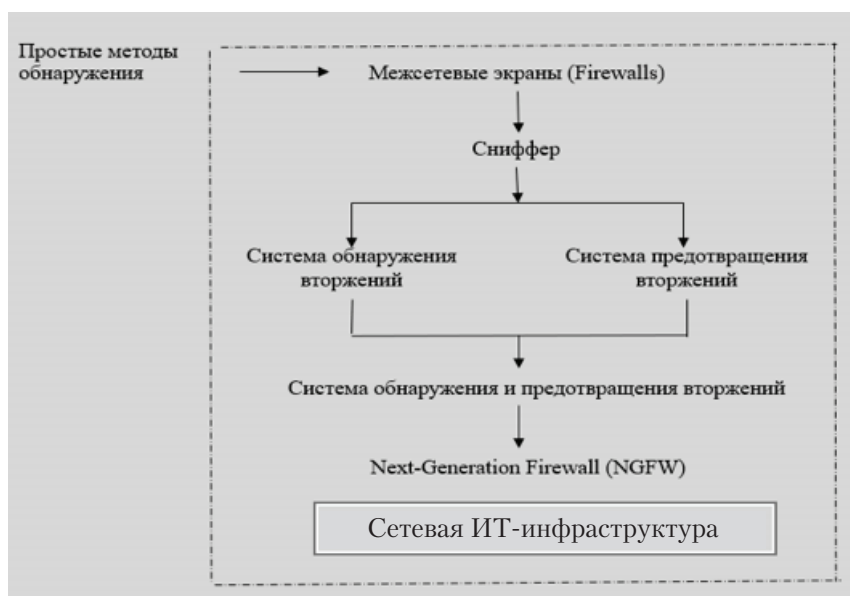 Простые методы
обнаружения
Межсетевые экраны (Firewalls)
Сниффер
Система обнаружения
вторжений
Система предотвращения
вторжений
Система обнаружения и предотвращения вторжений
Next-Generation Firewall (NGFW)
Сетевая ИТ-инфраструктура